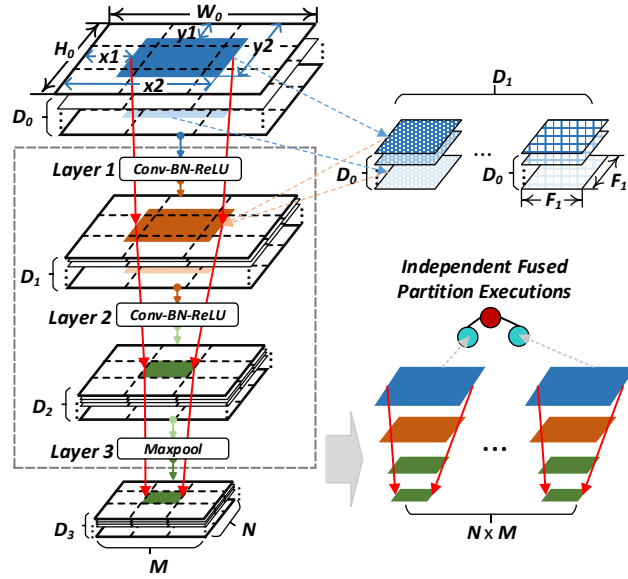 W0
H0
x1
y1
y2
x2
D0
D1
D0
...
D0
F1
F1
Layer 1
Conv-BN-ReLU
D1
Layer 2
Conv-BN-ReLU
D2
Layer 3
Maxpool
D3
N
M
Independent Fused
Partition Executions
...
N x M